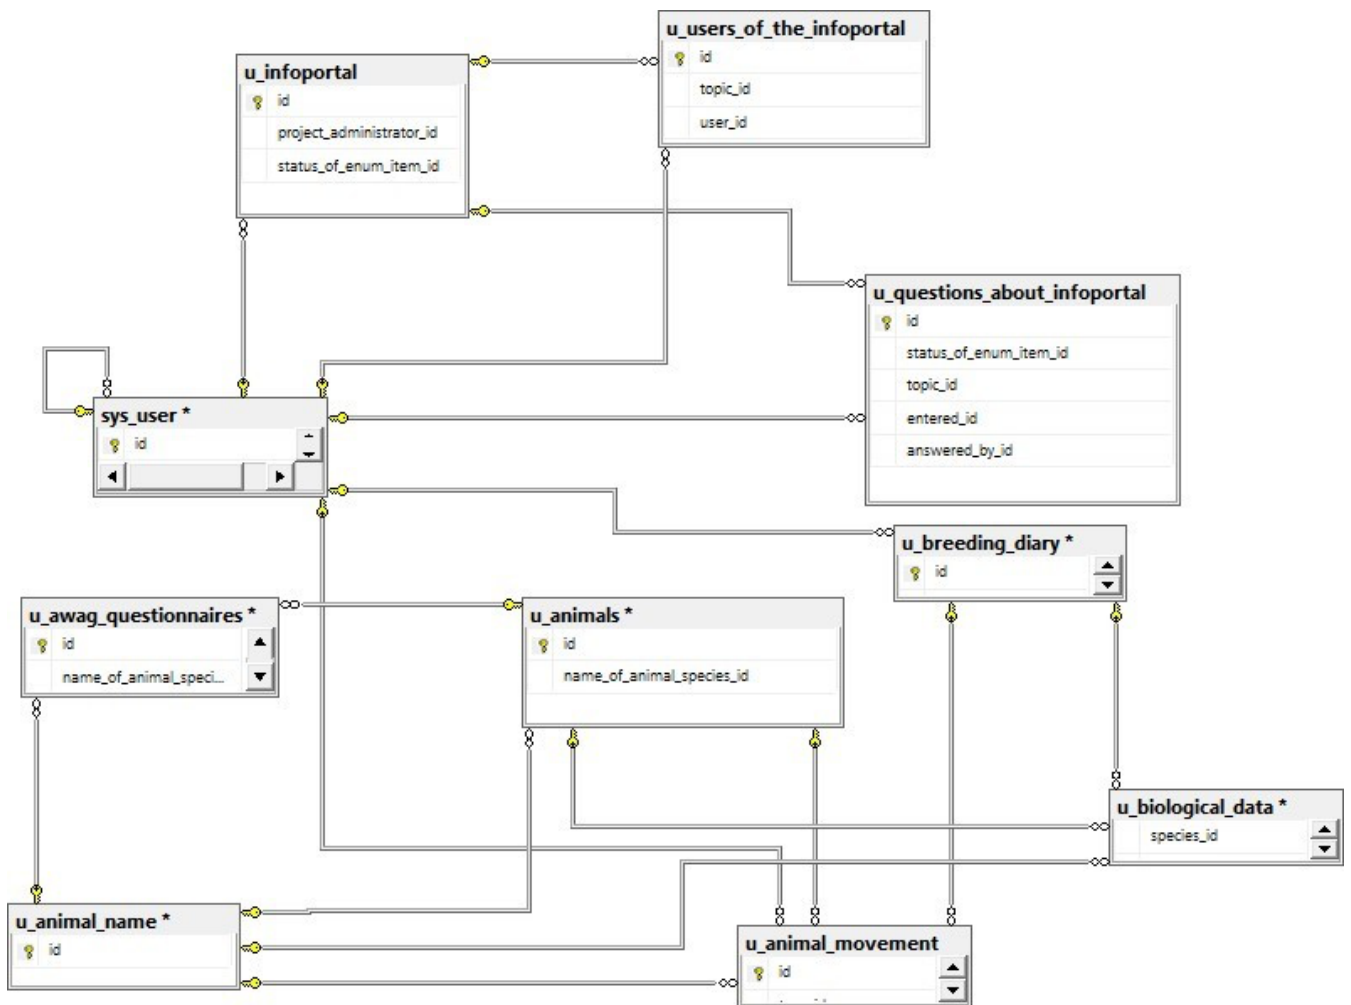 u_users_of_the_infoportal
id
topic_id
user_id
u_infoportal
id
project_administrator_id
status_of_enum_item_id
u_questions_about_infoportal
id
status_of_enum_item_id
topic_id
entered_id
answered_by_id
sys_user *
id
u_breeding_diary *
id
u_awag_questionnaires *
id
name_of_animal_speci...
u_animals *
id
name_of_animal_species_id
u_biological_data *
species_id
u_animal_name *
id
u_animal_movement
id